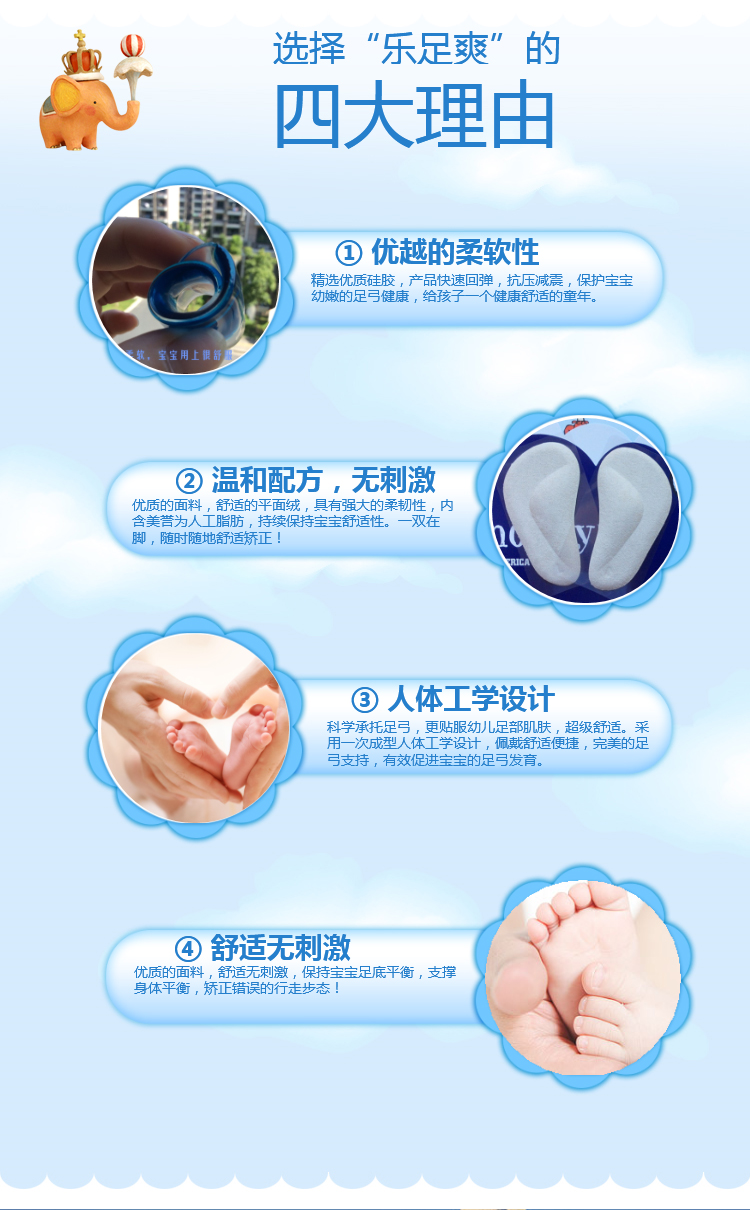 选择“乐足爽”的
四大理由
① 优越的柔软性
精选优质硅胶，产品快速回弹，抗压减震，保护宝宝
幼嫩的足弓健康，给孩子一个健康舒适的童年。
柔软、宝宝用上很舒适
② 温和配方，无刺激
优质的面料，舒适的平面绒，具有强大的柔韧性，内
含美誉为人工脂肪，持续保持宝宝舒适性。一双在
脚，随时随地舒适矫正！
ERICA
③ 人体工学设计
科学承托足弓，更贴服幼儿足部肌肤，超级舒适。采
用一次成型人体工学设计，佩戴舒适便捷，完美的足
弓支持，有效促进宝宝的足弓发育。
④ 舒适无刺激
优质的面料，舒适无刺激，保持宝宝足底平衡，支撑
身体平衡，矫正错误的行走步态！